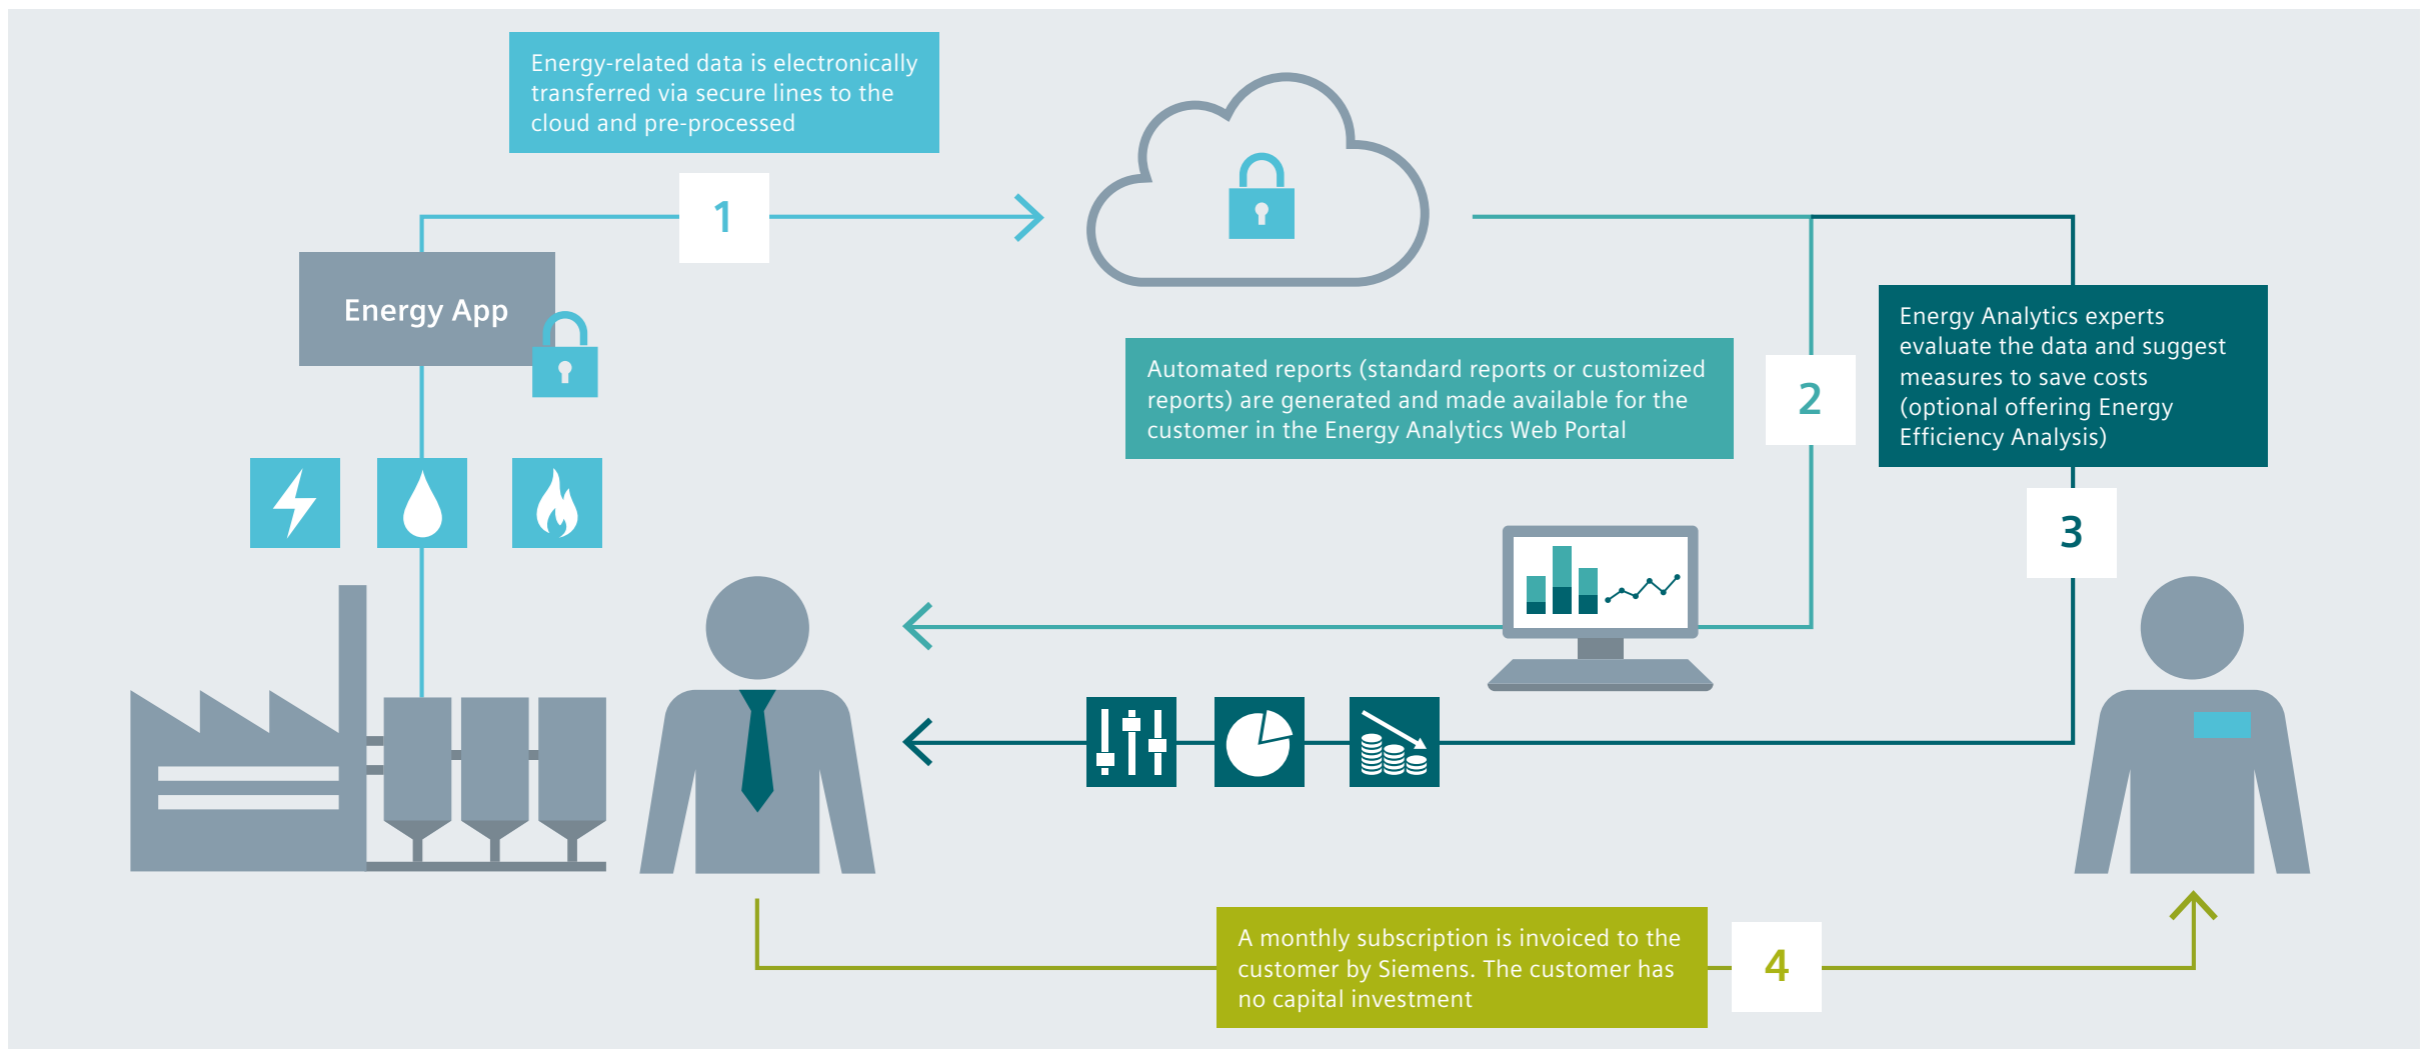 Energy-related data is electronically
transferred via secure lines to the
cloud and pre-processed
1
Energy App
Automated reports (standard reports or customized
reports) are generated and made available for the
customer in the Energy Analytics Web Portal
2
Energy Analytics experts
evaluate the data and suggest
measures to save costs
(optional offering Energy
Efficiency Analysis)
3
A monthly subscription is invoiced to the
customer by Siemens. The customer has
no capital investment
4